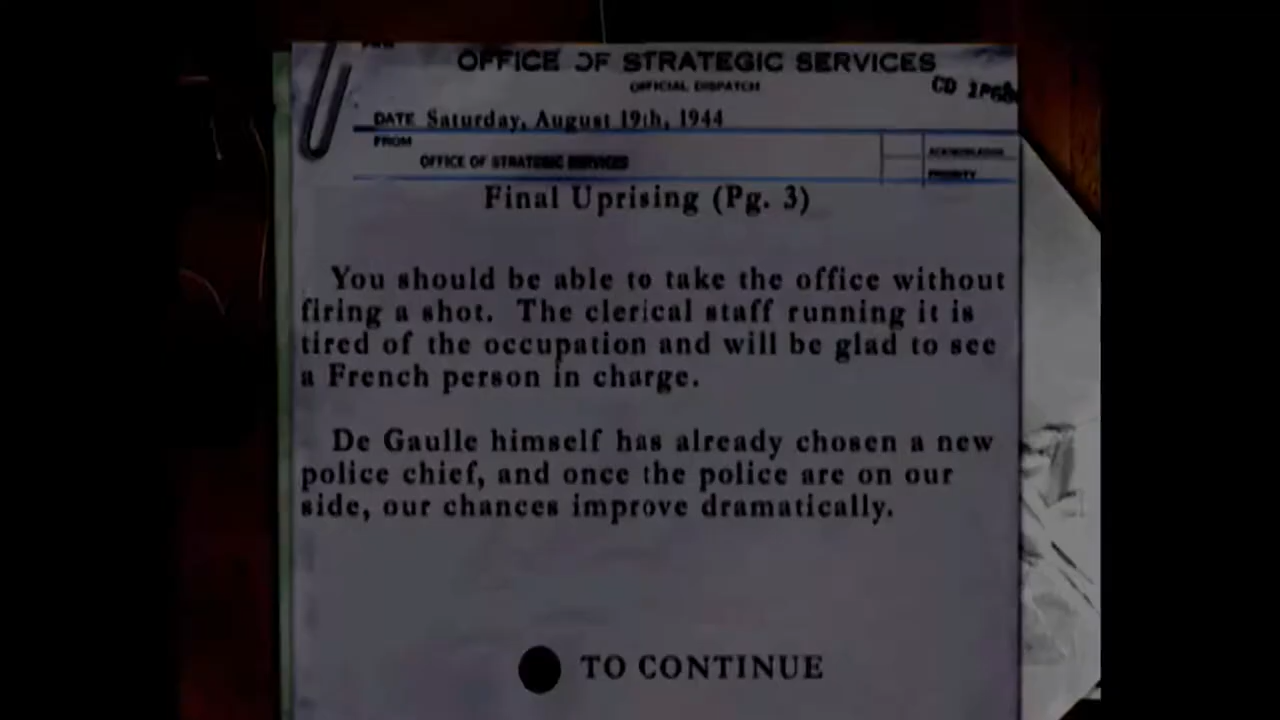 OFFICE OF STRATEGIC SERVICES
OFFICIAL DISPATCH
DATE Saturday, August 19th, 1944
FROM
OFFICE OF STRATEGIC SERVICES
PRIORITY
Final Uprising (Pg. 3)
You should be able to take the office without
firing a shot. The clerical staff running it is
tired of the occupation and will be glad to see
a French person in charge.
De Gaulle himself has already chosen a new
police chief, and once the police are on our
side, our chances improve dramatically.
TO CONTINUE